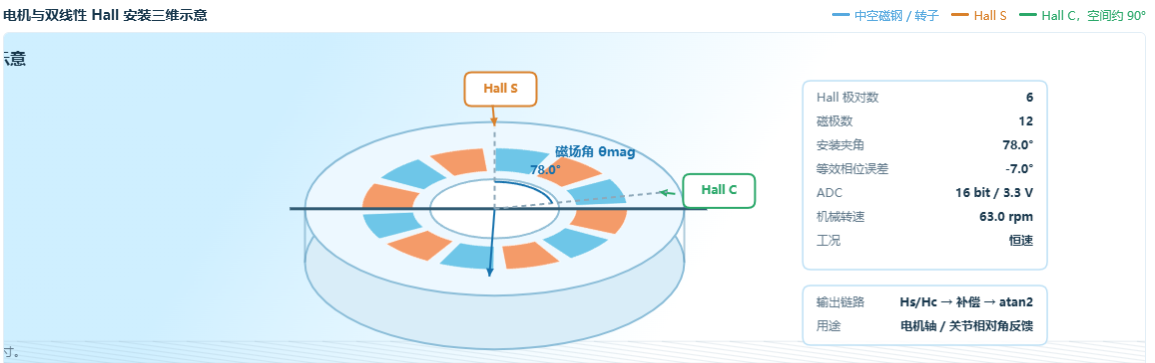 电机与双线性 Hall 安装三维示意
中空磁钢 / 转子
Hall S
Hall C，空间约 90°
示意
Hall S
磁场角 θmag
78.0°
Hall C
Hall 极对数 6
磁极数 12
安装夹角 78.0°
等效相位误差 -7.0°
ADC 16 bit / 3.3 V
机械转速 63.0 rpm
工况 恒速
输出链路 Hs/Hc → 补偿 → atan2
用途 电机轴 / 关节相对角反馈
寸。